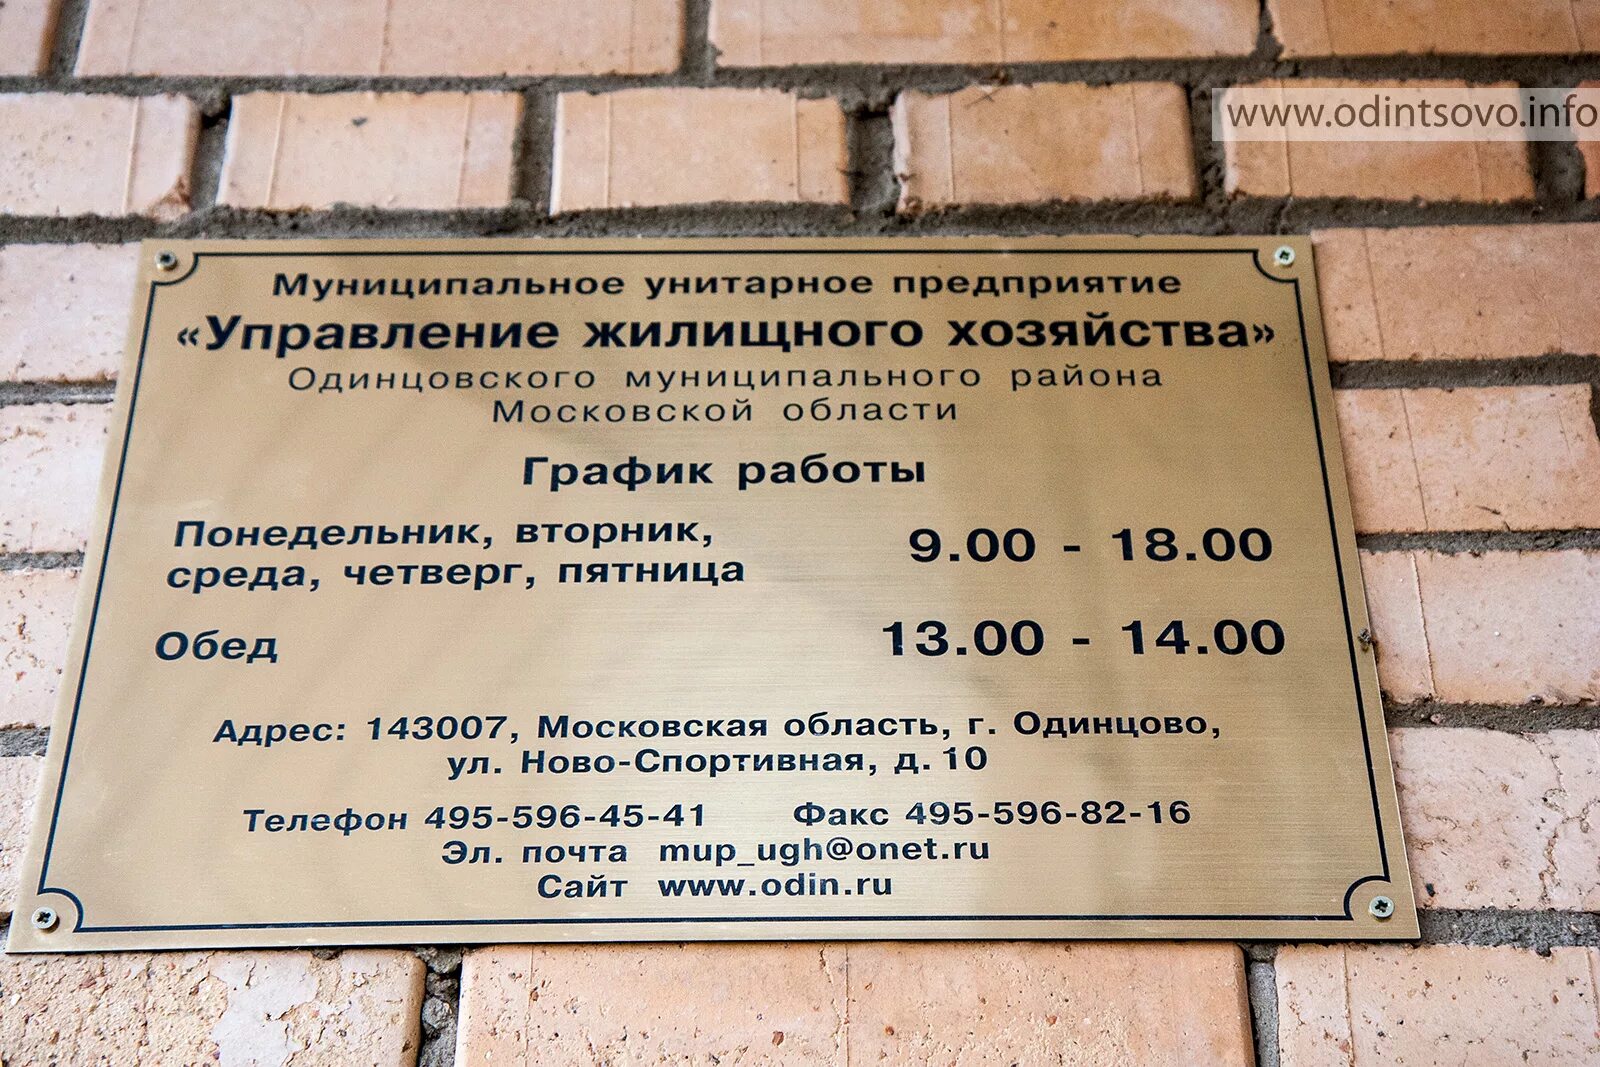 www.odintsovo.info
Муниципальное унитарное предприятие
«Управление жилищного хозяйства»
Одинцовского муниципального района
Московской области
График работы
Понедельник, вторник,
среда, четверг, пятница 9.00 - 18.00
Обед 13.00 - 14.00
Адрес: 143007, Московская область, г. Одинцово,
ул. Ново-Спортивная, д. 10
Телефон 495-596-45-41 Факс 495-596-82-16
Эл. почта mup_ugh@onet.ru
Сайт www.odin.ru